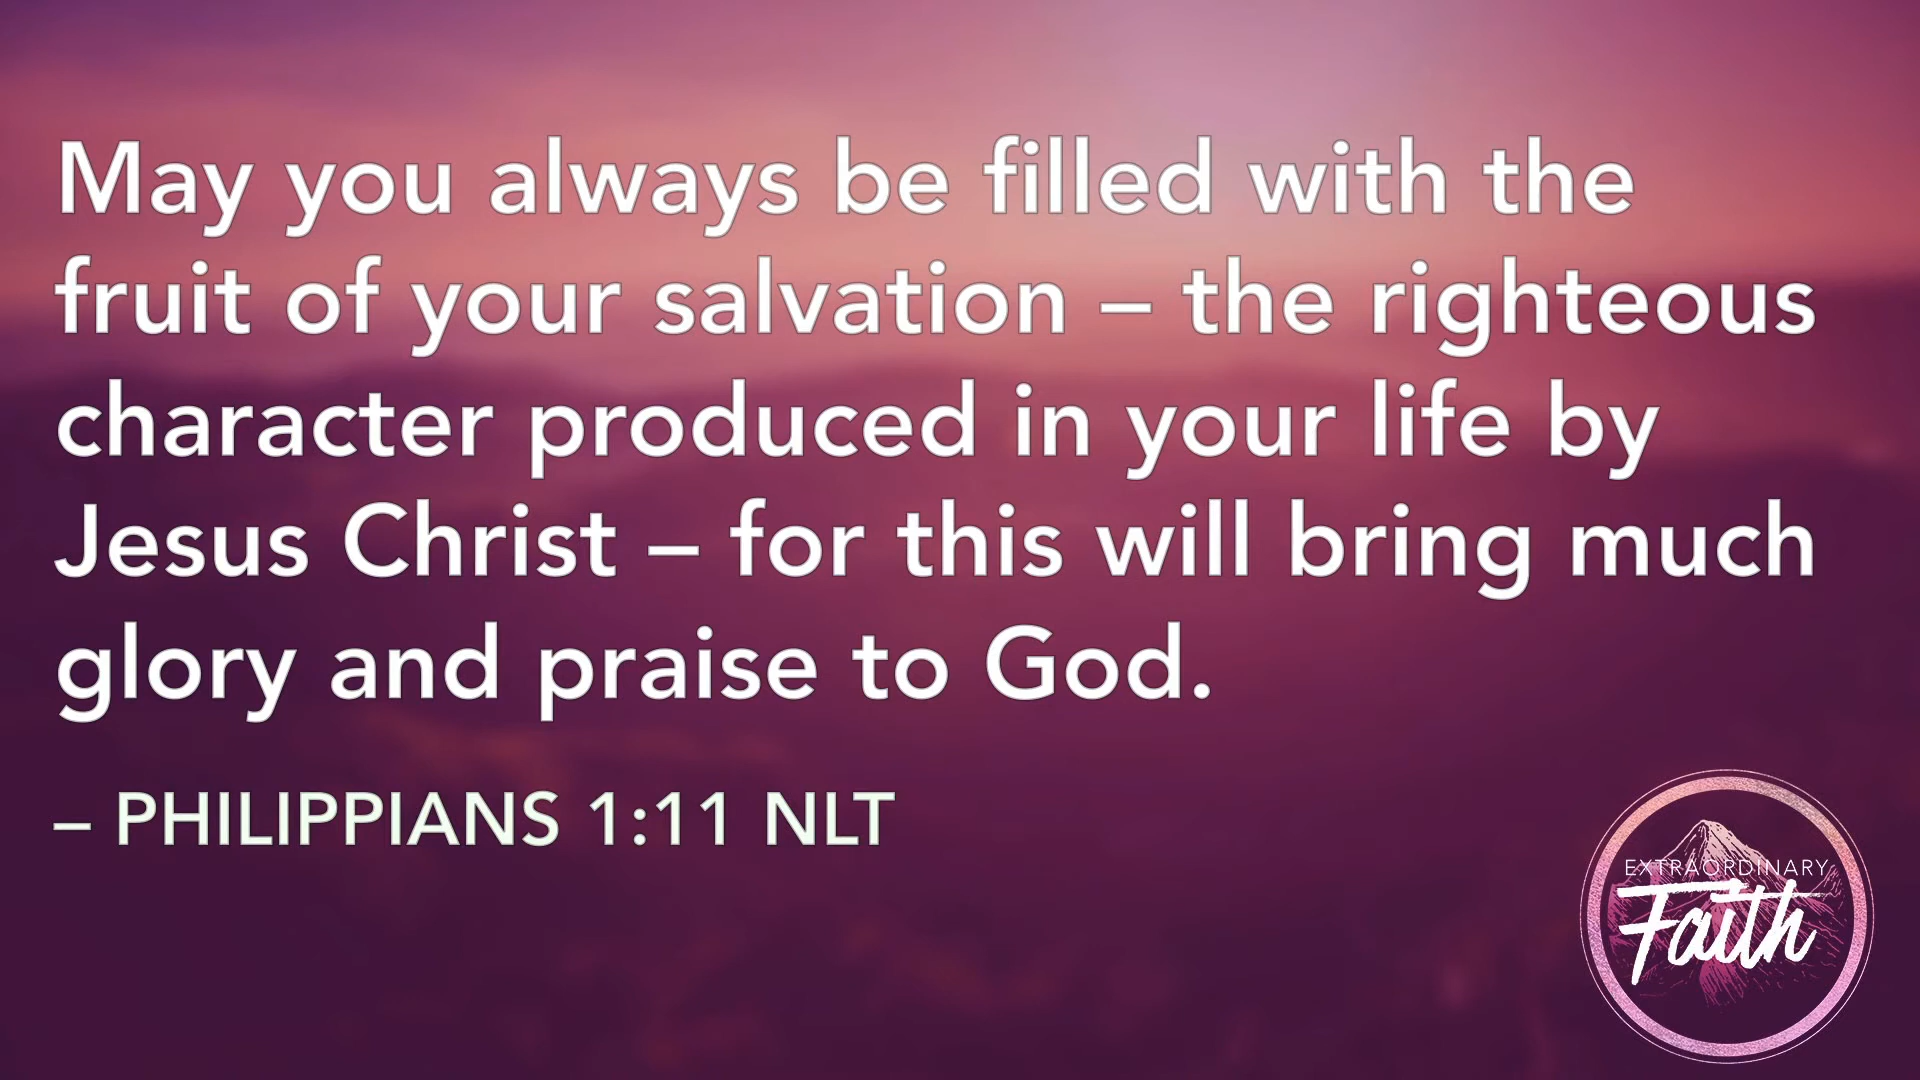 May you always be filled with the
fruit of your salvation – the righteous
character produced in your life by
Jesus Christ – for this will bring much
glory and praise to God.
– PHILIPPIANS 1:11 NLT
EXTRAORDINARY
Faith